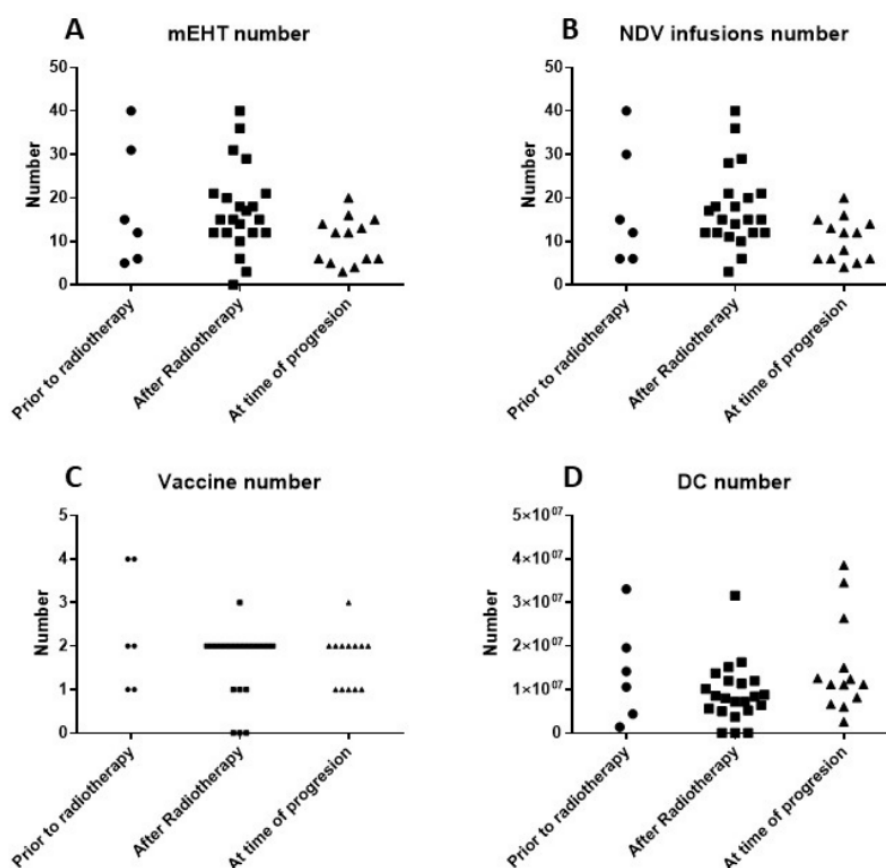 A mEHT number
50
40
30
20
10
0
Number
Prior to radiotherapy
After Radiotherapy
At time of progresion
B NDV infusions number
50
40
30
20
10
0
Number
Prior to radiotherapy
After Radiotherapy
At time of progresion
C Vaccine number
5
4
3
2
1
0
Number
Prior to radiotherapy
After Radiotherapy
At time of progresion
D DC number
5×10⁰⁷
4×10⁰⁷
3×10⁰⁷
2×10⁰⁷
1×10⁰⁷
0
Number
Prior to radiotherapy
After Radiotherapy
At time of progresion